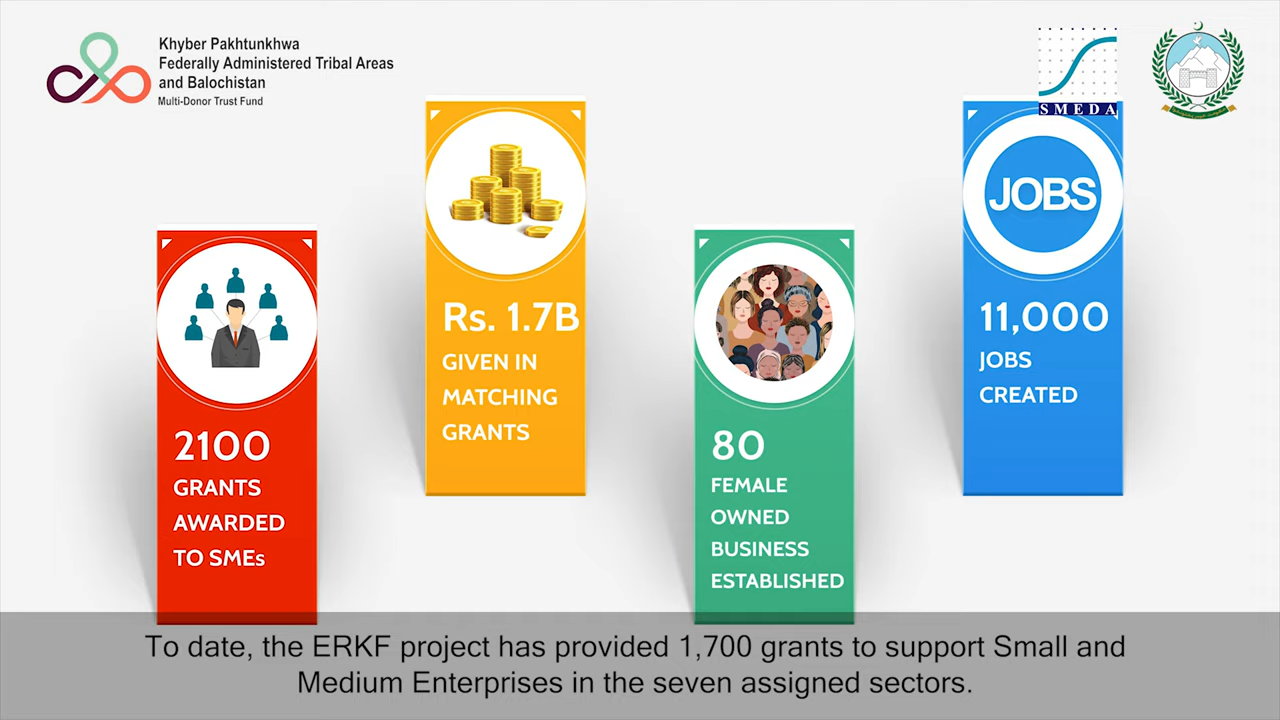 Khyber Pakhtunkhwa
Federally Administered Tribal Areas
and Balochistan
Multi-Donor Trust Fund
SMEDA
2100
GRANTS
AWARDED
TO SMEs
Rs. 1.7B
GIVEN IN
MATCHING
GRANTS
80
FEMALE
OWNED
BUSINESS
ESTABLISHED
JOBS
11,000
JOBS
CREATED
To date, the ERKF project has provided 1,700 grants to support Small and
Medium Enterprises in the seven assigned sectors.